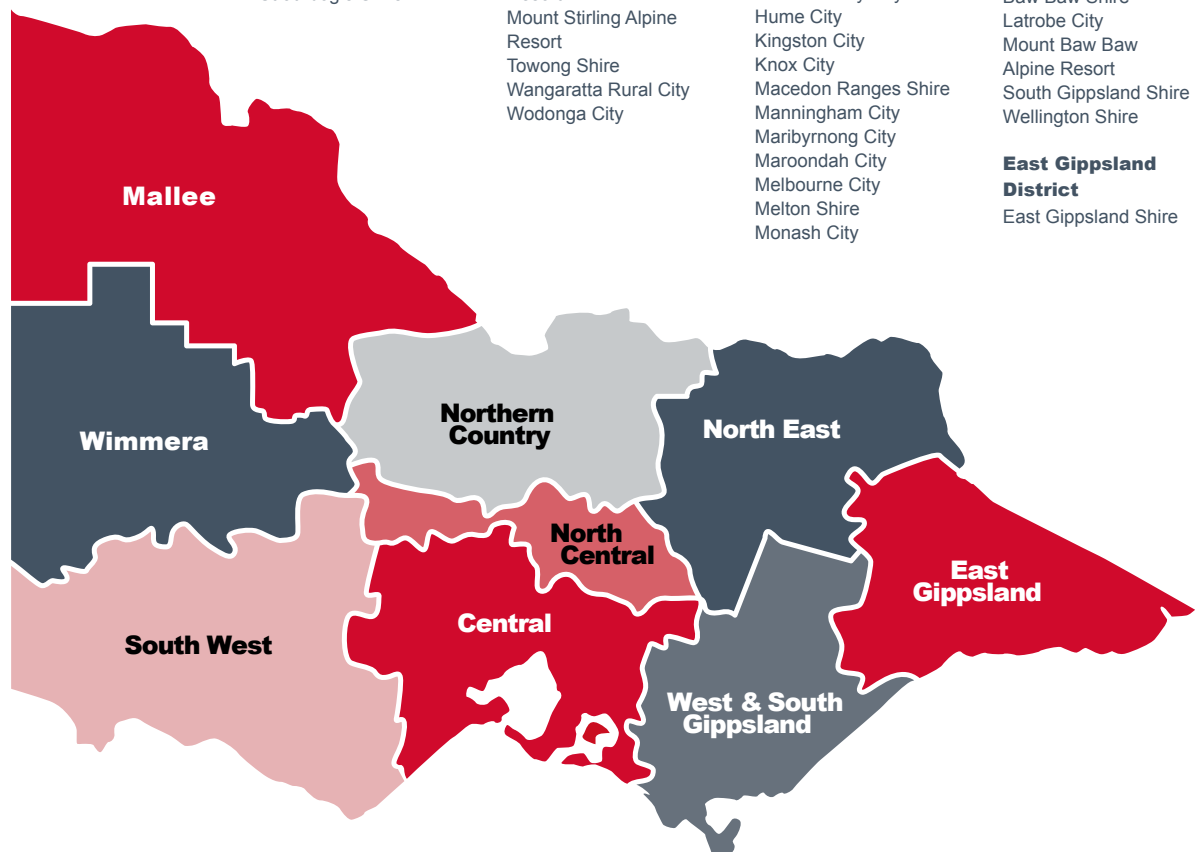 Mount Stirling Alpine
Resort
Towong Shire
Wangaratta Rural City
Wodonga City
Hume City
Kingston City
Knox City
Macedon Ranges Shire
Manningham City
Maribyrnong City
Maroondah City
Melbourne City
Melton Shire
Monash City
Baw Baw Shire
Latrobe City
Mount Baw Baw
Alpine Resort
South Gippsland Shire
Wellington Shire
East Gippsland
District
East Gippsland Shire
Mallee
Wimmera
Northern
Country
North East
North
Central
East
Gippsland
Central
South West
West & South
Gippsland